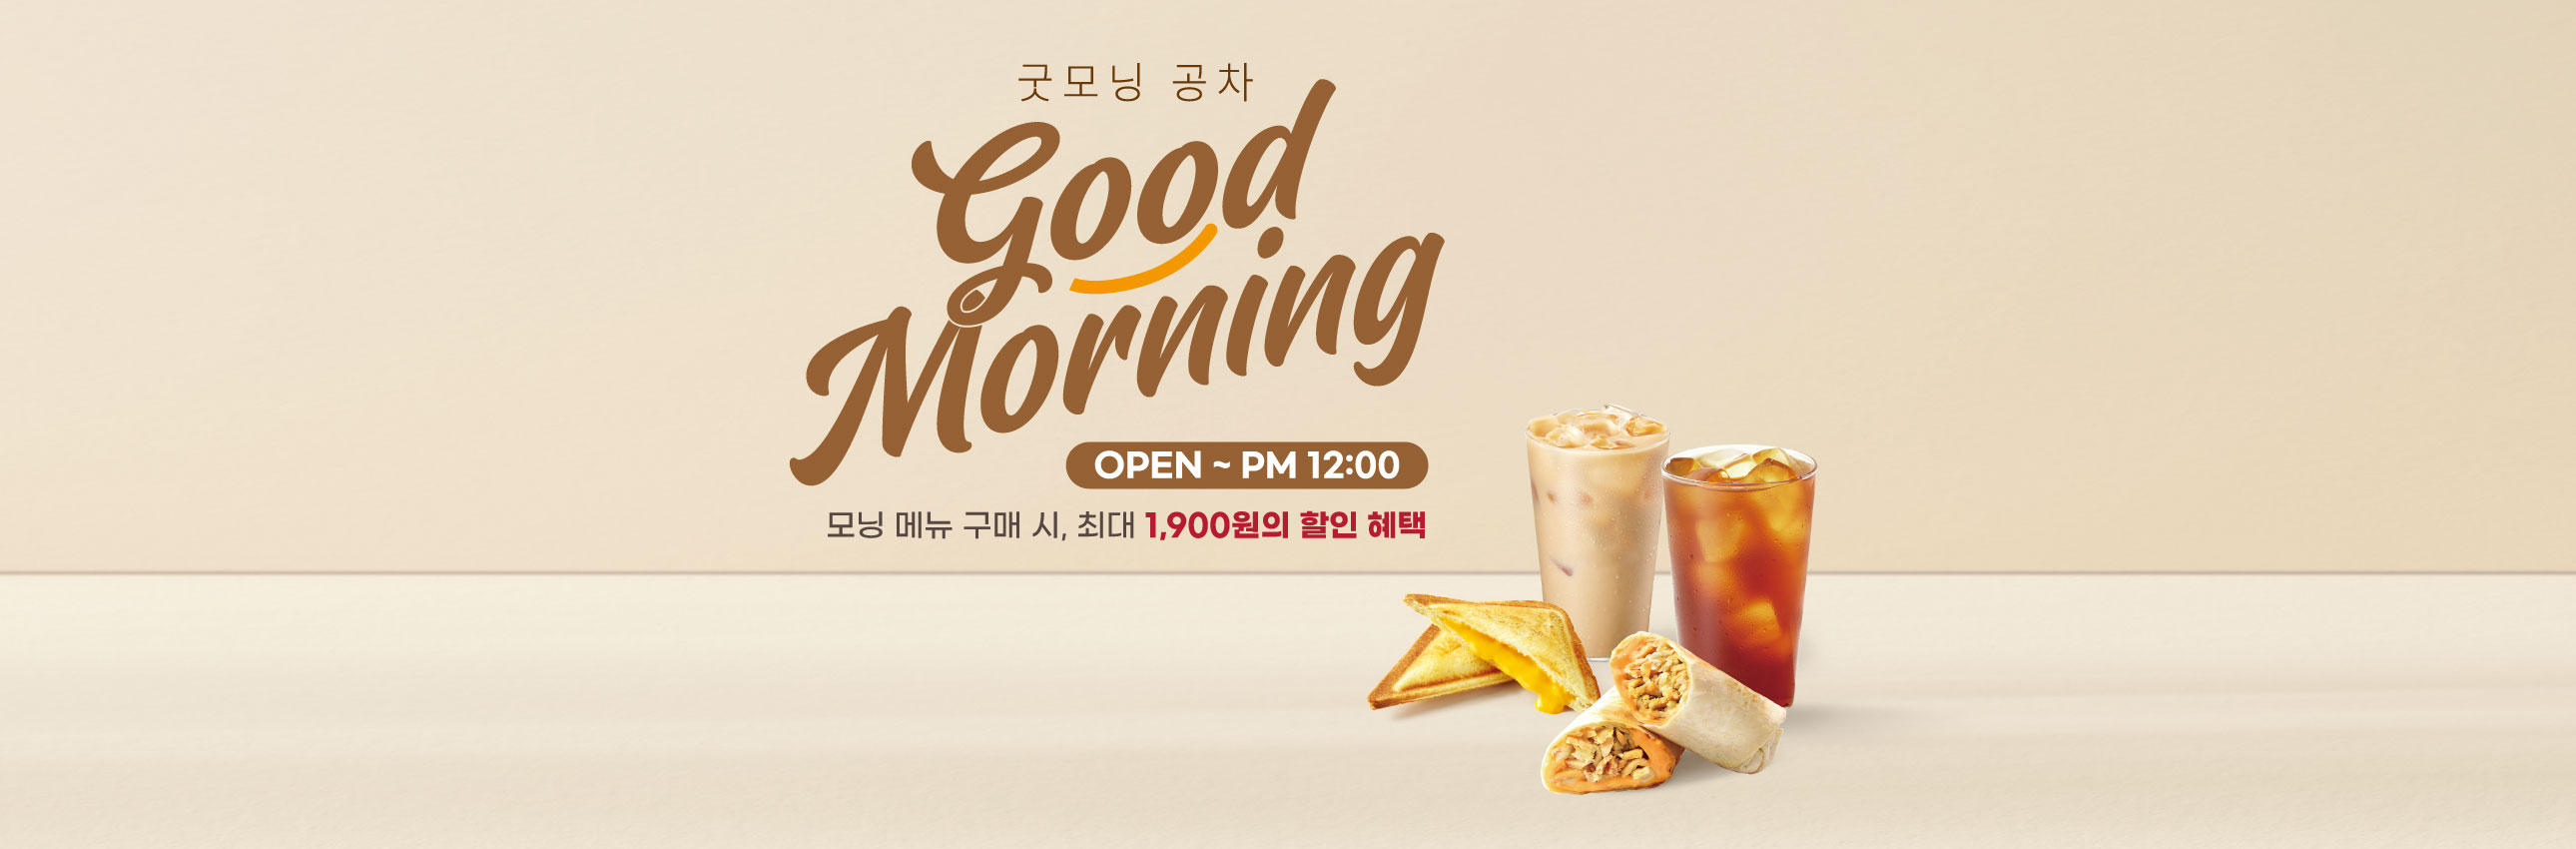 굿모닝 공차
Good
Morning
OPEN ~ PM 12:00
모닝 메뉴 구매 시, 최대 1,900원의 할인 혜택